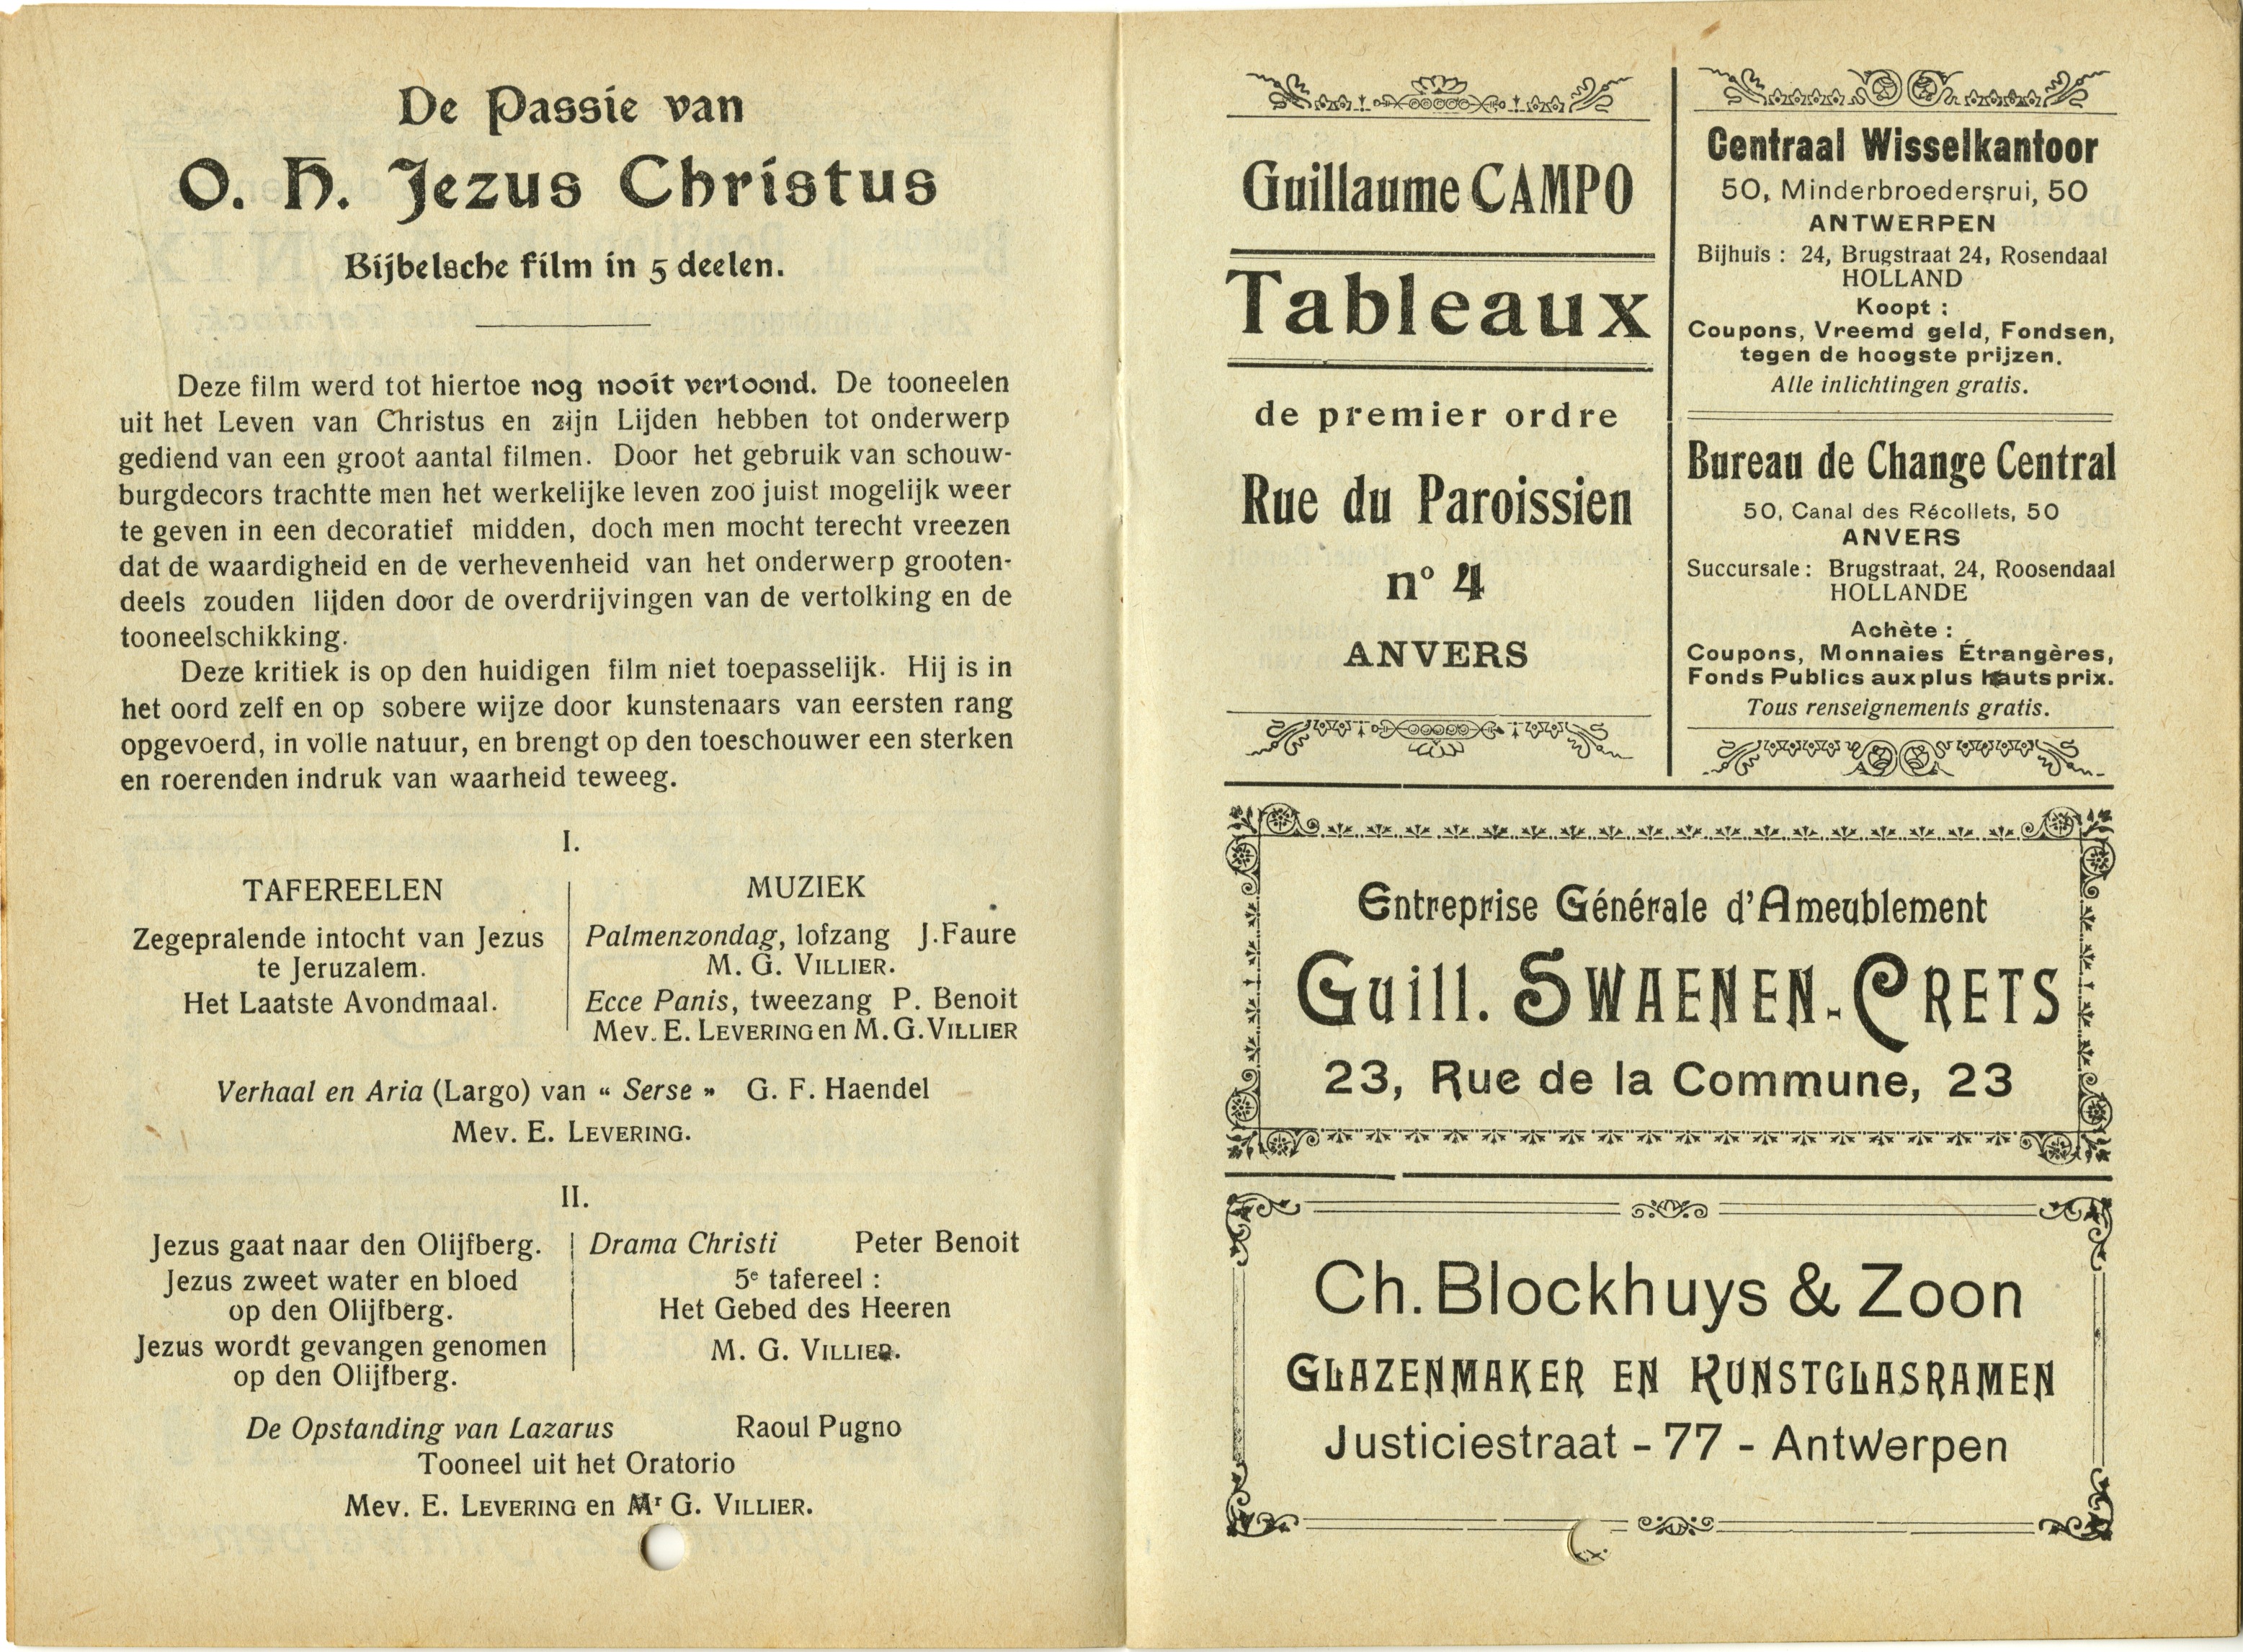 De Passie van
O. H. Jezus Christus
Bijbelsche film in 5 deelen.
Deze film werd tot hiertoe nog nooit vertoond. De tooneelen
uit het Leven van Christus en zijn Lijden hebben tot onderwerp
gediend van een groot aantal filmen. Door het gebruik van schouw-
burgdecors trachtte men het werkelijke leven zoo juist mogelijk weer
te geven in een decoratief midden, doch men mocht terecht vreezen
dat de waardigheid en de verhevenheid van het onderwerp grooten-
deels zouden lijden door de overdrijvingen van de vertolking en de
tooneelschikking.
Deze kritiek is op den huidigen film niet toepasselijk. Hij is in
het oord zelf en op sobere wijze door kunstenaars van eersten rang
opgevoerd, in volle natuur, en brengt op den toeschouwer een sterken
en roerenden indruk van waarheid teweeg.
I.
TAFEREELEN
Zegepralende intocht van Jezus
te Jeruzalem.
Het Laatste Avondmaal.
MUZIEK
Palmenzondag, lofzang J. Faure
M. G. VILLIER.
Ecce Panis, tweezang P. Benoit
Mev. E. LEVERING en M. G. VILLIER
Verhaal en Aria (Largo) van « Serse » G. F. Haendel
Mev. E. LEVERING.
II.
Jezus gaat naar den Olijfberg.
Jezus zweet water en bloed
op den Olijfberg.
Jezus wordt gevangen genomen
op den Olijfberg.
Drama Christi Peter Benoit
5e tafereel :
Het Gebed des Heeren
M. G. VILLIER.
De Opstanding van Lazarus Raoul Pugno
Tooneel uit het Oratorio
Mev. E. LEVERING en Mr G. VILLIER.
Guillaume CAMPO
Tableaux
de premier ordre
Rue du Paroissien
nº 4
ANVERS
Centraal Wisselkantoor
50, Minderbroedersrui, 50
ANTWERPEN
Bijhuis : 24, Brugstraat 24, Rosendaal
HOLLAND
Koopt :
Coupons, Vreemd geld, Fondsen,
tegen de hoogste prijzen.
Alle inlichtingen gratis.
Bureau de Change Central
50, Canal des Récollets, 50
ANVERS
Succursale : Brugstraat, 24, Roosendaal
HOLLANDE
Achète :
Coupons, Monnaies Étrangères,
Fonds Publics aux plus hauts prix.
Tous renseignements gratis.
Entreprise Générale d'Ameublement
Guill. SWAENEN-CRETS
23, Rue de la Commune, 23
Ch. Blockhuys & Zoon
GLAZENMAKER EN KUNSTGLASRAMEN
Justiciestraat - 77 - Antwerpen